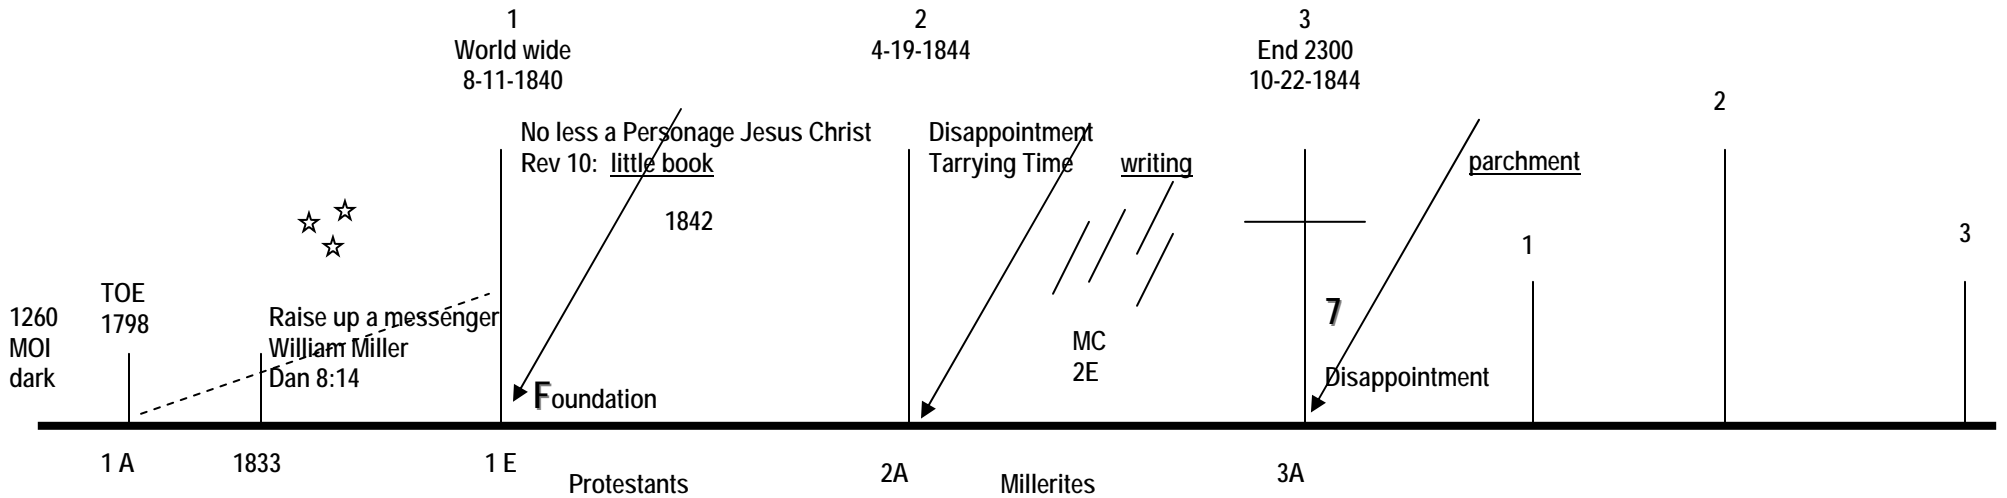 1
World wide
8-11-1840
2
4-19-1844
3
End 2300
10-22-1844
No less a Personage Jesus Christ
Rev 10: little book
1842
Disappointment
Tarrying Time
writing
parchment
2
1
3
1260
MOI
dark
TOE
1798
Raise up a messenger
William Miller
Dan 8:14
Foundation
MC
2E
7
Disappointment
1 A
1833
1 E
Protestants
2A
Millerites
3A